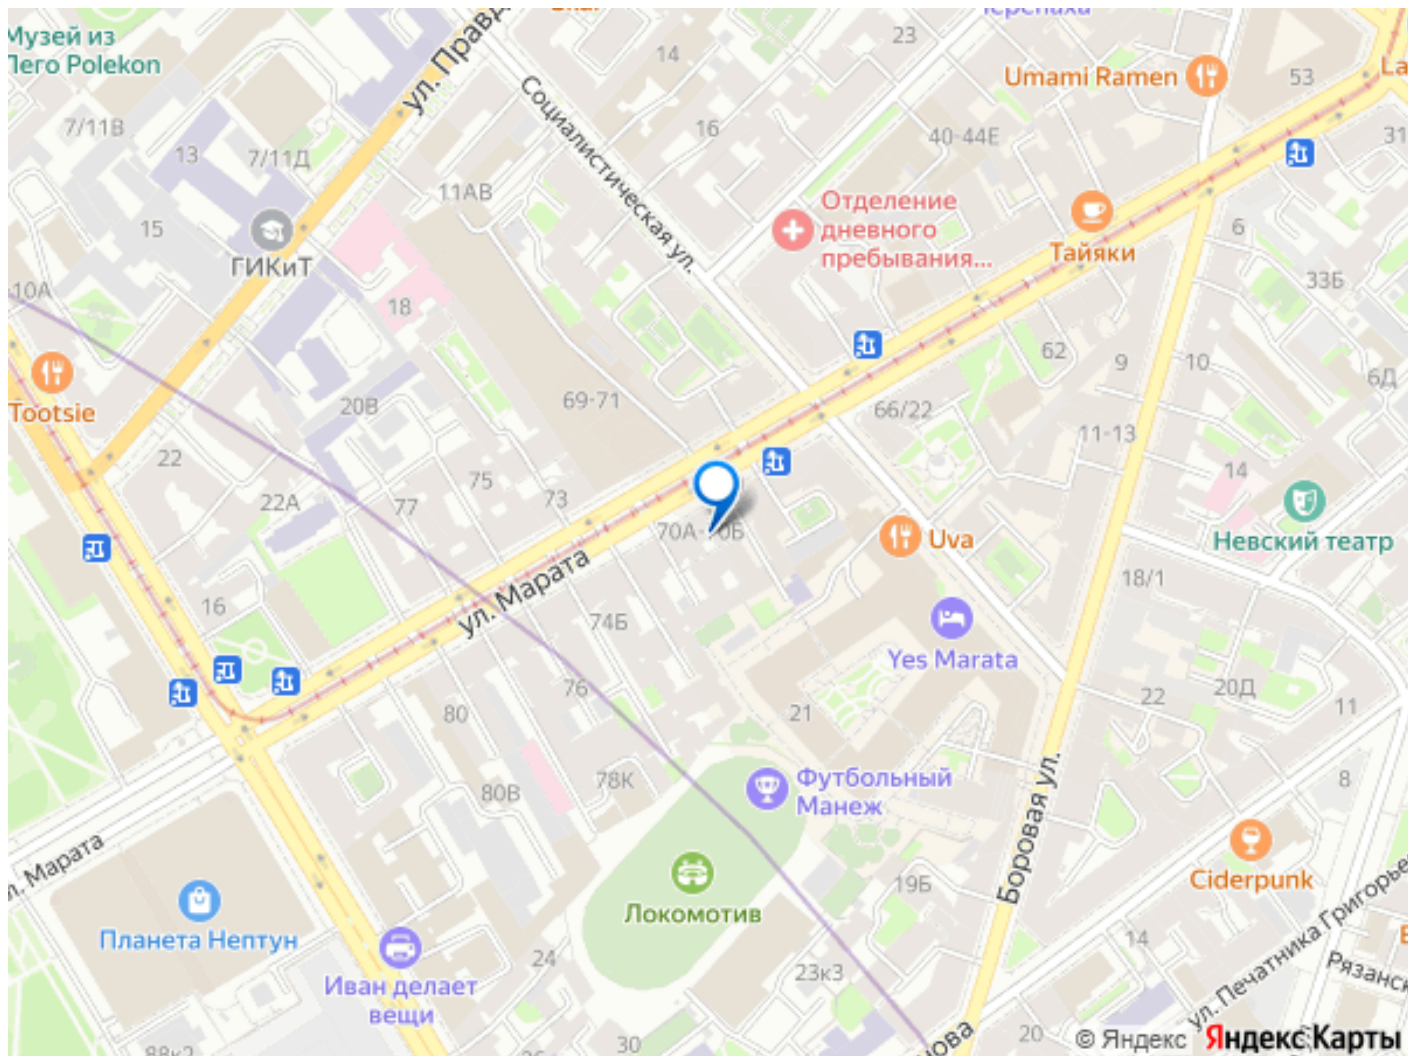 Музей из
Лего Polekon
ул. Правд
14
23
Umami Ramen
53
La
7/11В
13
7/11Д
Социалистическая ул.
16
40-44Е
31
11АВ
15
ГИКиТ
Отделение
дневного
пребывания...
Тайяки
6
10А
18
33Б
62
9
10
6Д
Tootsie
20В
69-71
66/22
11-13
22
75
14
22А
77
73
70А-70Б
Uva
Невский театр
ул. Марата
18/1
16
74Б
Yes Marata
76
22
20Д
11
80
21
78К
80В
Футбольный
Манеж
8
Боровая ул.
л. Марата
19Б
Ciderpunk
Локомотив
Планета Нептун
14
ул. Печатника Григорье
24
23к3
Рязанск
Иван делает
вещи
30
20
нова
88к2
© Яндекс Яндекс Карты